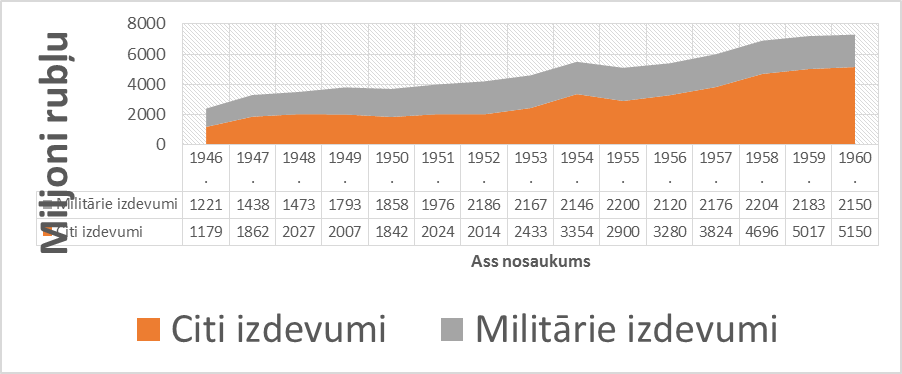 Miljoni rubļu
8000
6000
4000
2000
0
1946. 1947. 1948. 1949. 1950. 1951. 1952. 1953. 1954. 1955. 1956. 1957. 1958. 1959. 1960.
Militārie izdevumi 1221 1438 1473 1793 1858 1976 2186 2167 2146 2200 2120 2176 2204 2183 2150
Citi izdevumi 1179 1862 2027 2007 1842 2024 2014 2433 3354 2900 3280 3824 4696 5017 5150
Ass nosaukums
Citi izdevumi Militārie izdevumi